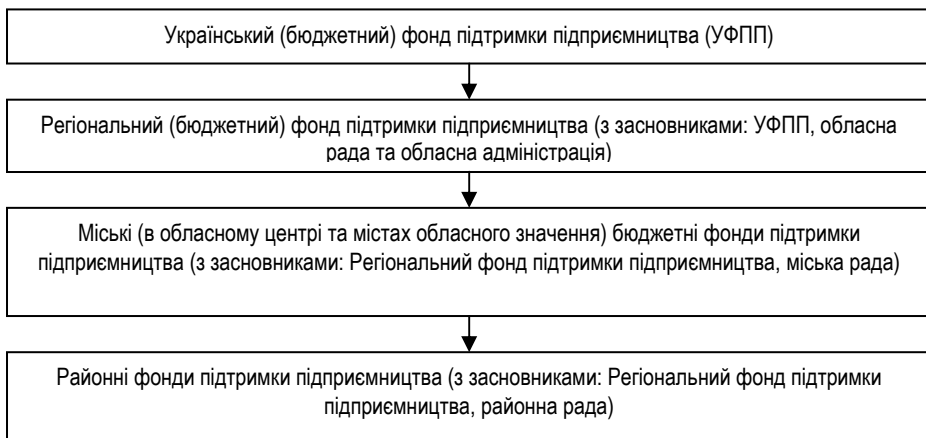 Український (бюджетний) фонд підтримки підприємництва (УФПП)
Регіональний (бюджетний) фонд підтримки підприємництва (з засновниками: УФПП, обласна
рада та обласна адміністрація)
Міські (в обласному центрі та містах обласного значення) бюджетні фонди підтримки
підприємництва (з засновниками: Регіональний фонд підтримки підприємництва, міська рада)
Районні фонди підтримки підприємництва (з засновниками: Регіональний фонд підтримки
підприємництва, районна рада)